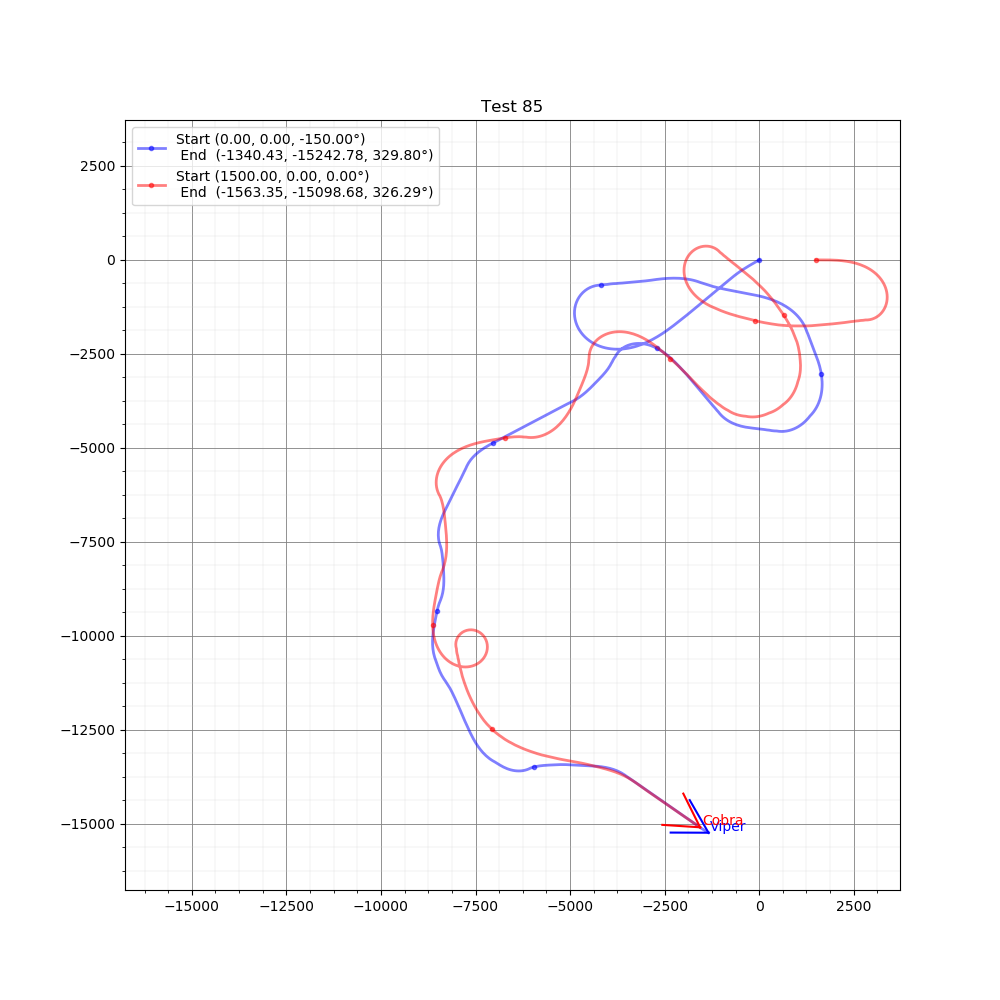 Test 85
Start (0.00, 0.00, -150.00°)
End (-1340.43, -15242.78, 329.80°)
Start (1500.00, 0.00, 0.00°)
End (-1563.35, -15098.68, 326.29°)
2500
0
−2500
−5000
−7500
−10000
−12500
−15000
Cobra
Viper
−15000 −12500 −10000 −7500 −5000 −2500 0 2500